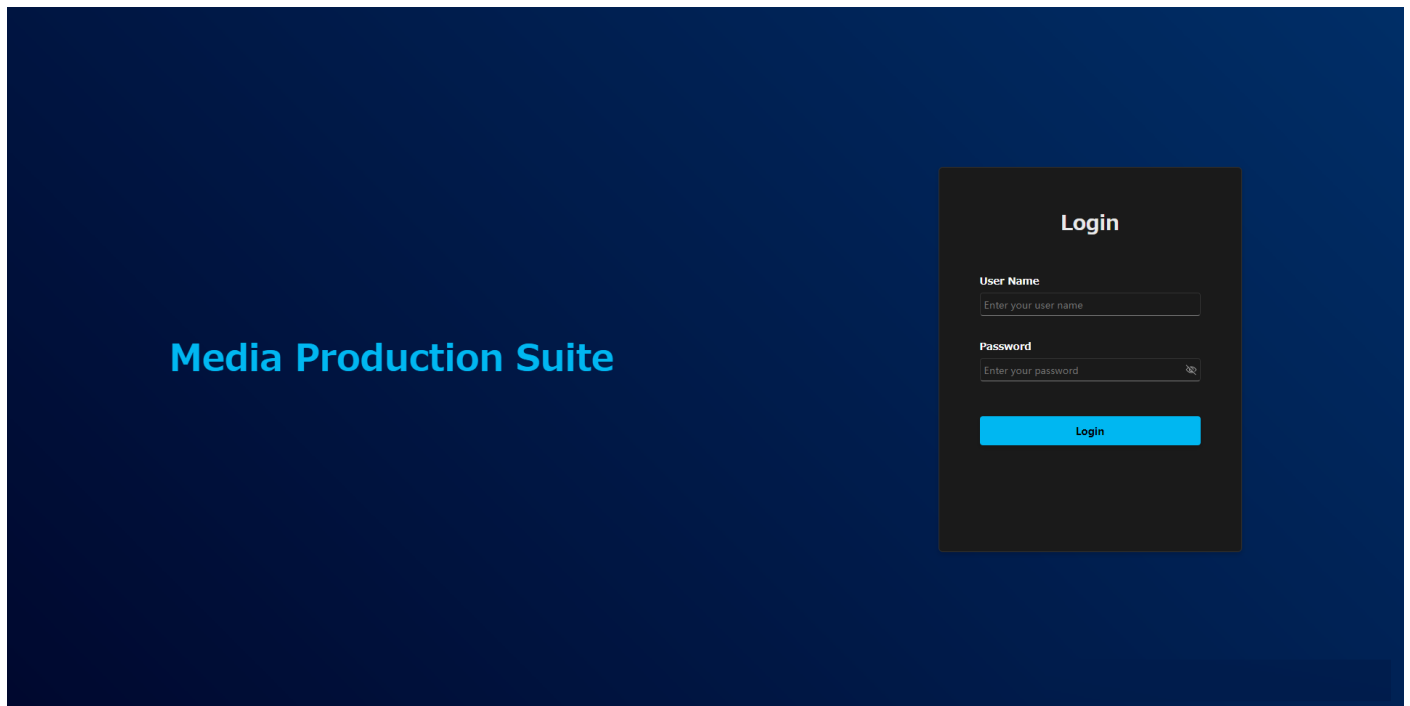 Media Production Suite
Login
User Name
Enter your user name
Password
Enter your password
Login